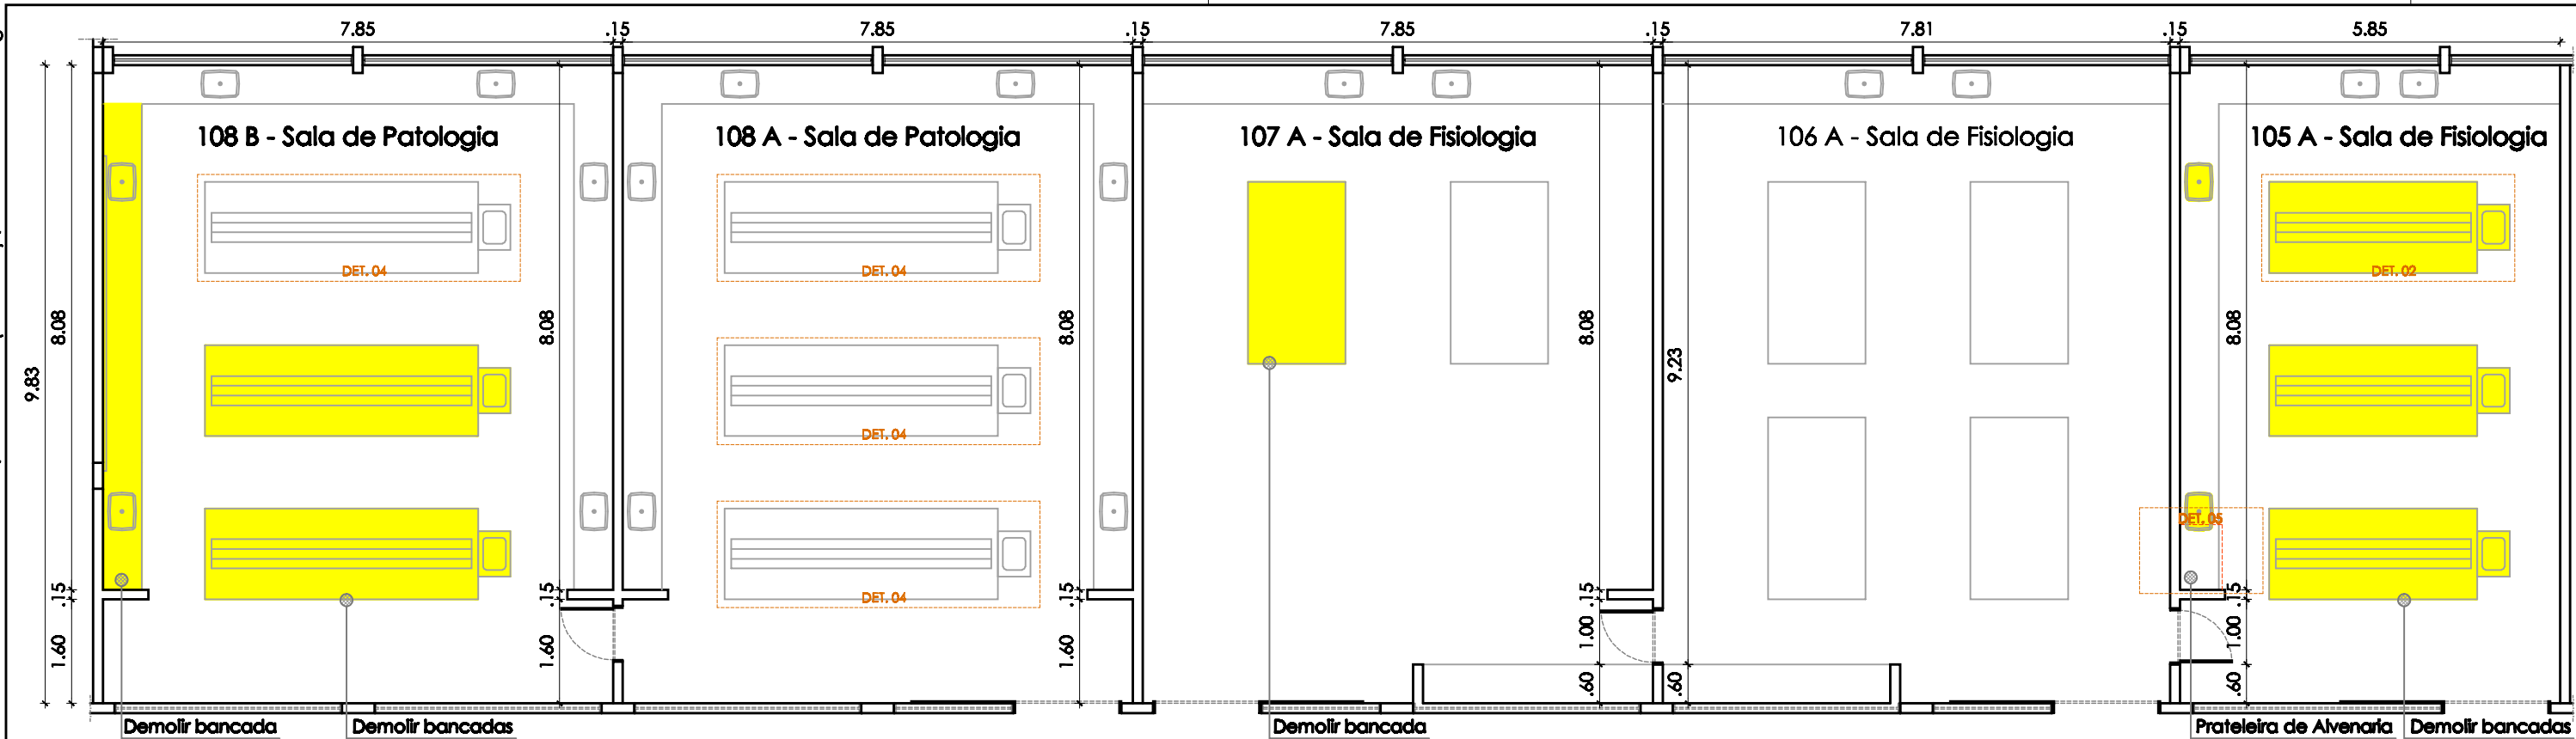 7.85 .15 7.85 .15 7.85 .15 7.81 .15 5.85
108 B - Sala de Patologia
108 A - Sala de Patologia
107 A - Sala de Fisiologia
106 A - Sala de Fisiologia
105 A - Sala de Fisiologia
DET. 04
DET. 04
DET. 02
8.08
8.08
8.08
8.08
8.08
9.83
9.23
DET. 04
DET. 05
DET. 04
.15
.15
.15
.15
.15
1.60
1.60
1.60
1.00
1.00
.60
.60
.60
Demolir bancada
Demolir bancadas
Demolir bancada
Prateleira de Alvenaria
Demolir bancadas